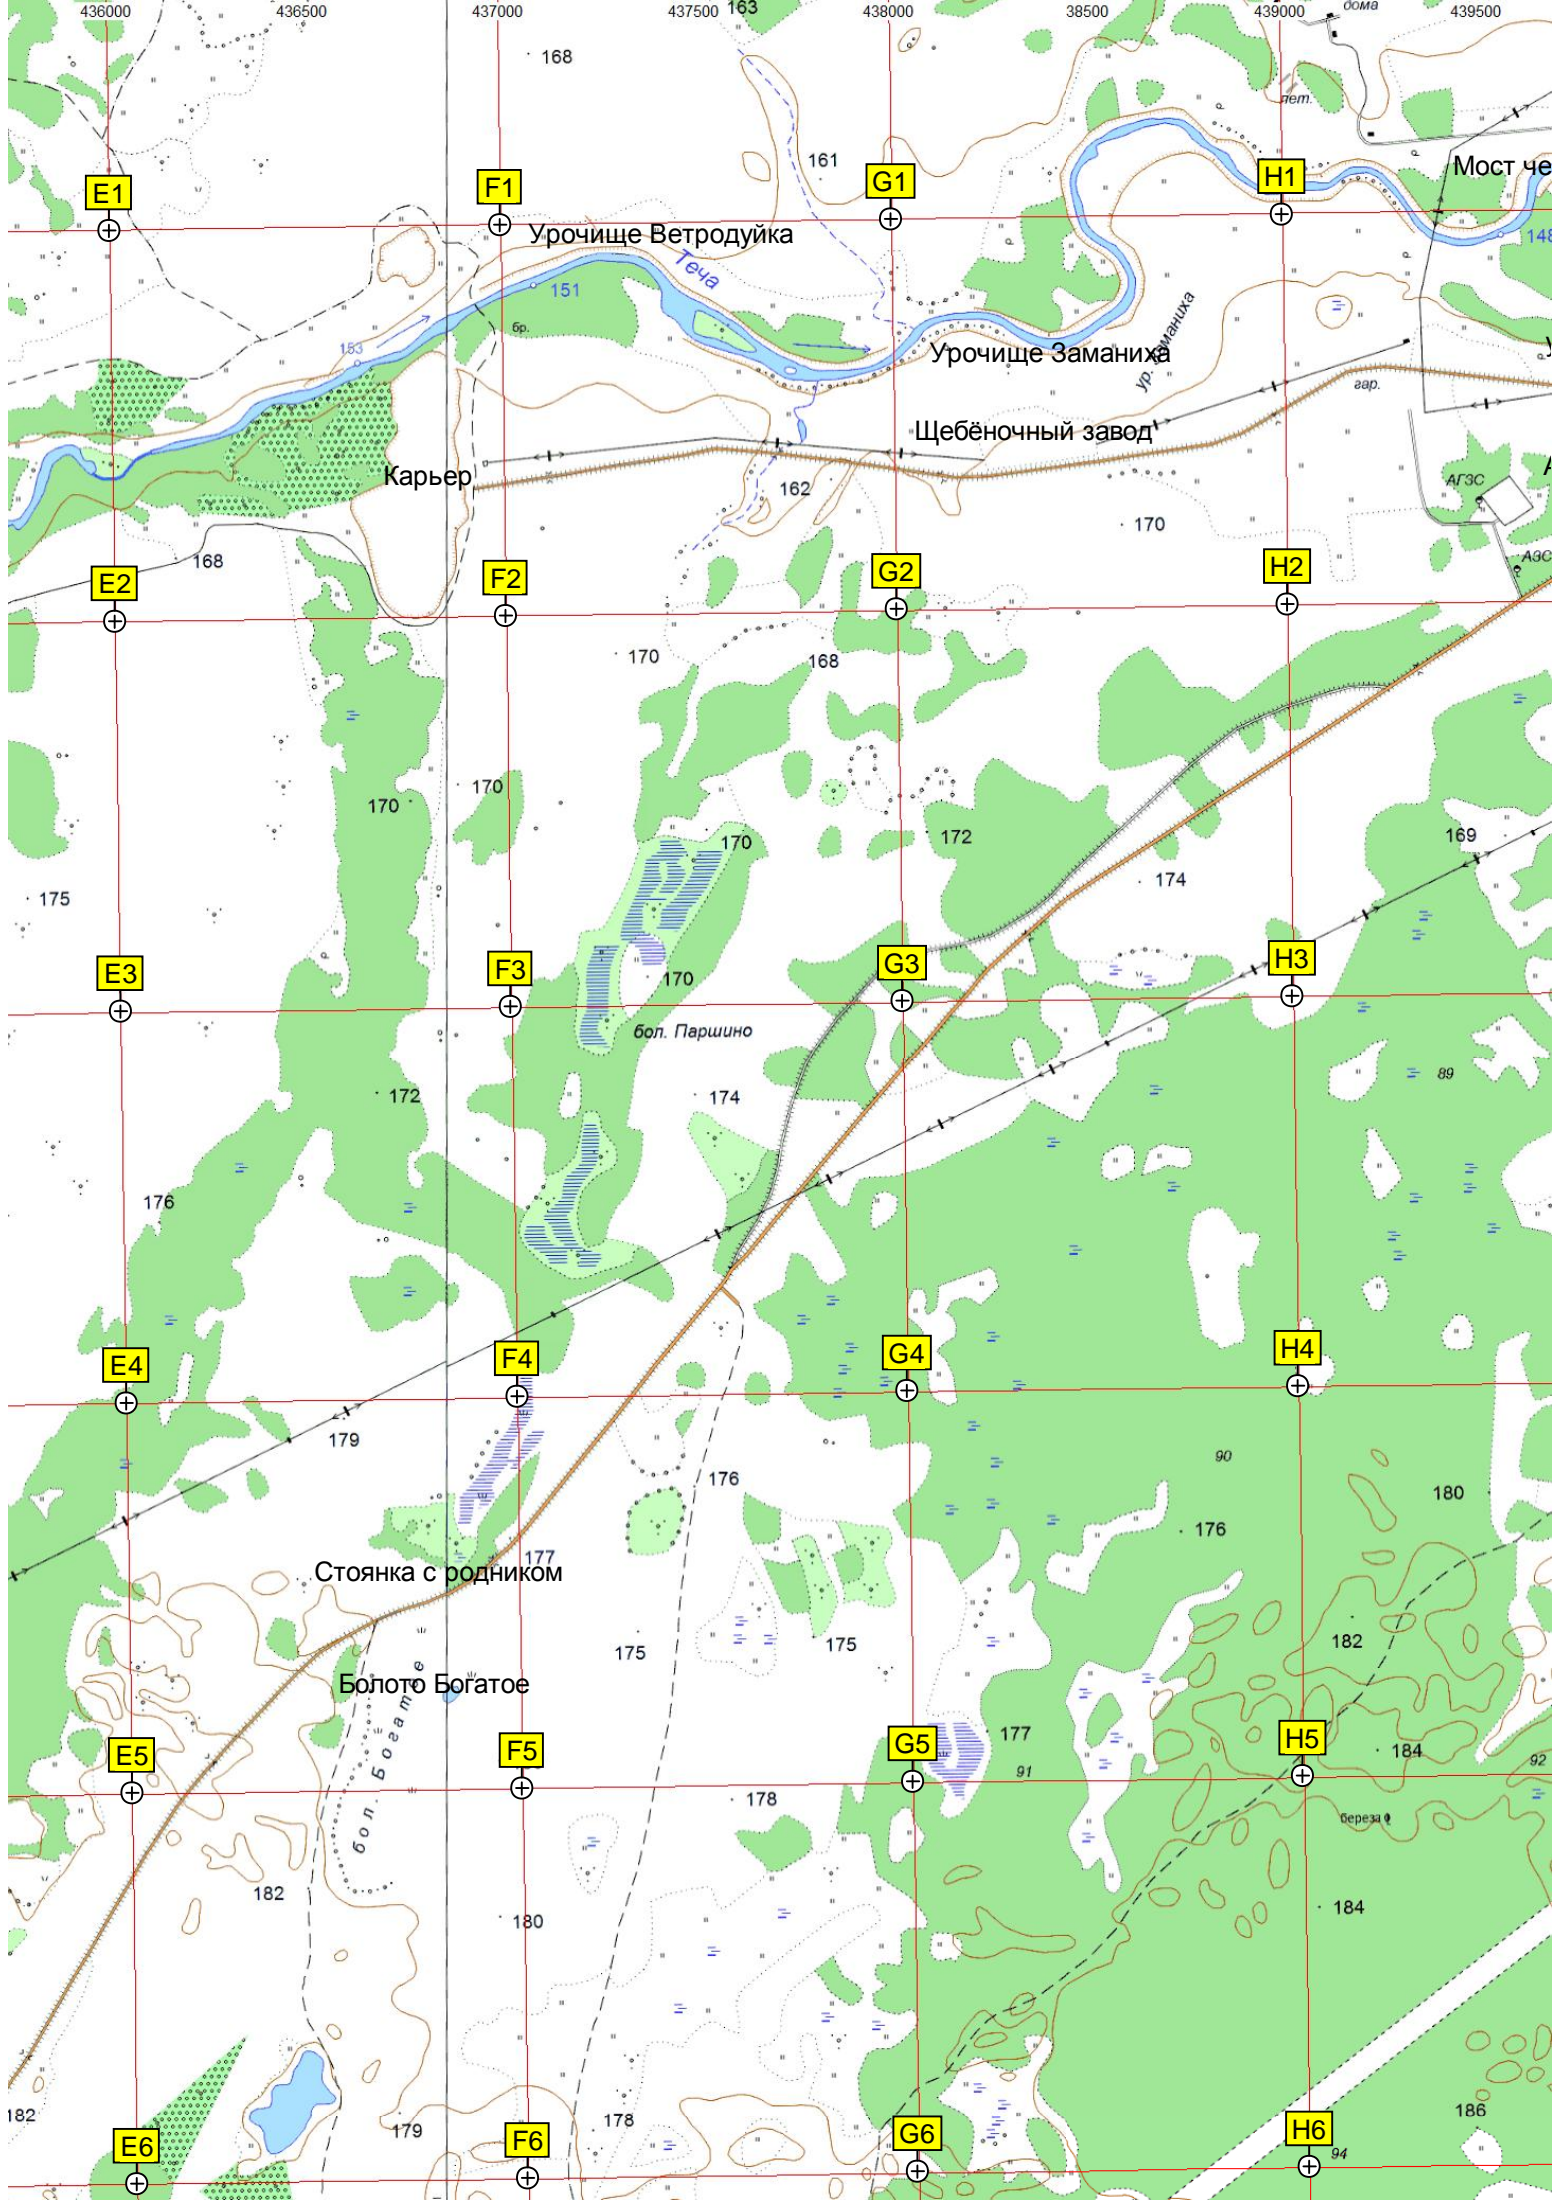 436000 436500 437000 437500 163 438000 38500 439000 дома 439500
168
лет.
161
Мост че
E1 F1 G1 H1
Урочище Ветродуйка
148
Теча
151
бр.
153
Урочище Заманиха
ур. Заманиха
гар.
Щебёночный завод
Карьер
АГЗС
А
162
170
168
АЗС
E2 F2 G2 H2
170
168
170
170
170
172
169
174
175
E3 F3 G3 H3
170
бол. Паршино
89
172
174
176
E4 F4 G4 H4
179
90
176
180
176
177
Стоянка с родником
175
175
182
Болото Богатое
бол. Богатое
177
E5 F5 G5 H5
184
92
91
178
береза
182
184
180
182
179
178
186
E6 F6 G6 H6
94